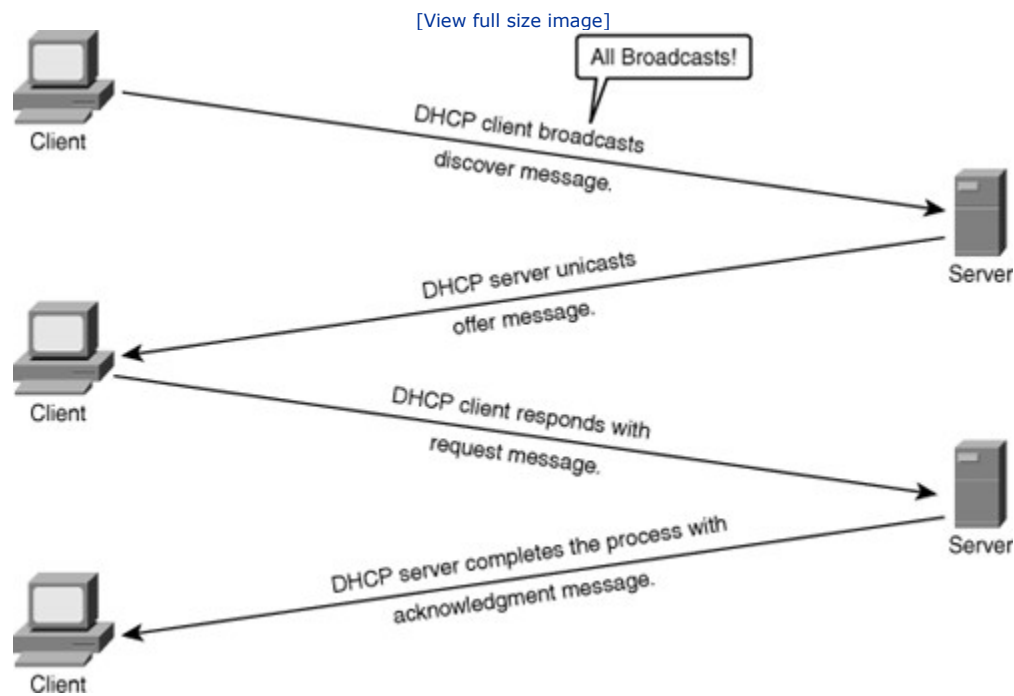 [View full size image]
All Broadcasts!
Client
DHCP client broadcasts
discover message.
Server
DHCP server unicasts
offer message.
Client
DHCP client responds with
request message.
Server
DHCP server completes the process with
acknowledgment message.
Client